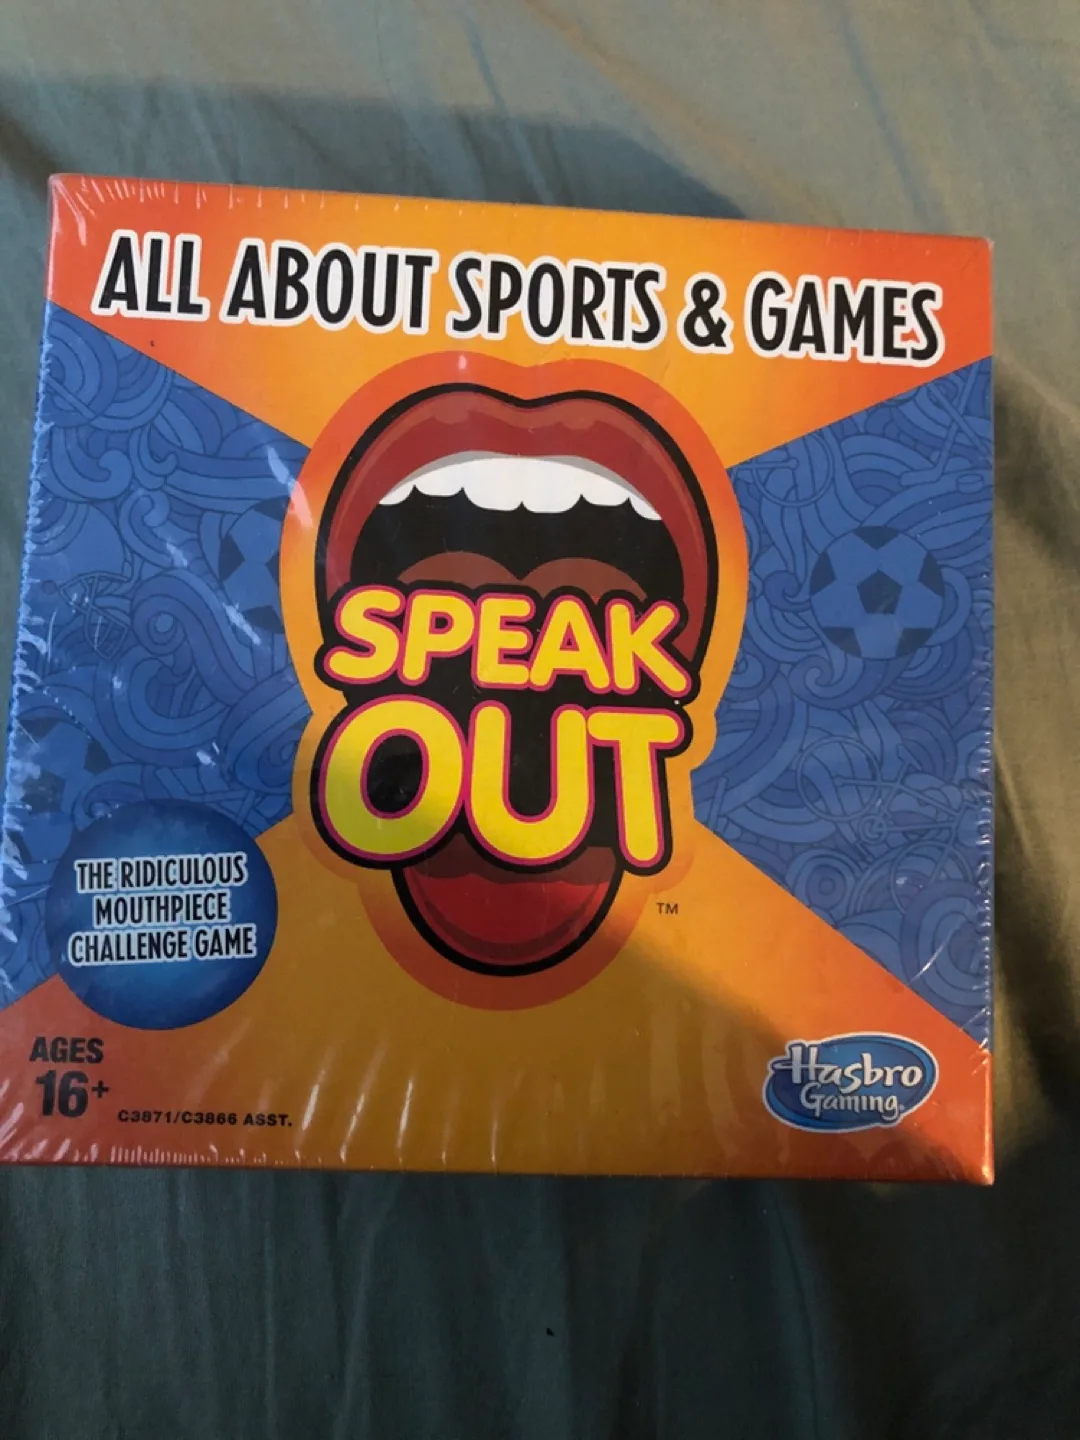 ALL ABOUT SPORTS & GAMES
SPEAK
OUT
TM
THE RIDICULOUS
MOUTHPIECE
CHALLENGE GAME
AGES
16+
C3871/C3866 ASST.
Hasbro
Gaming